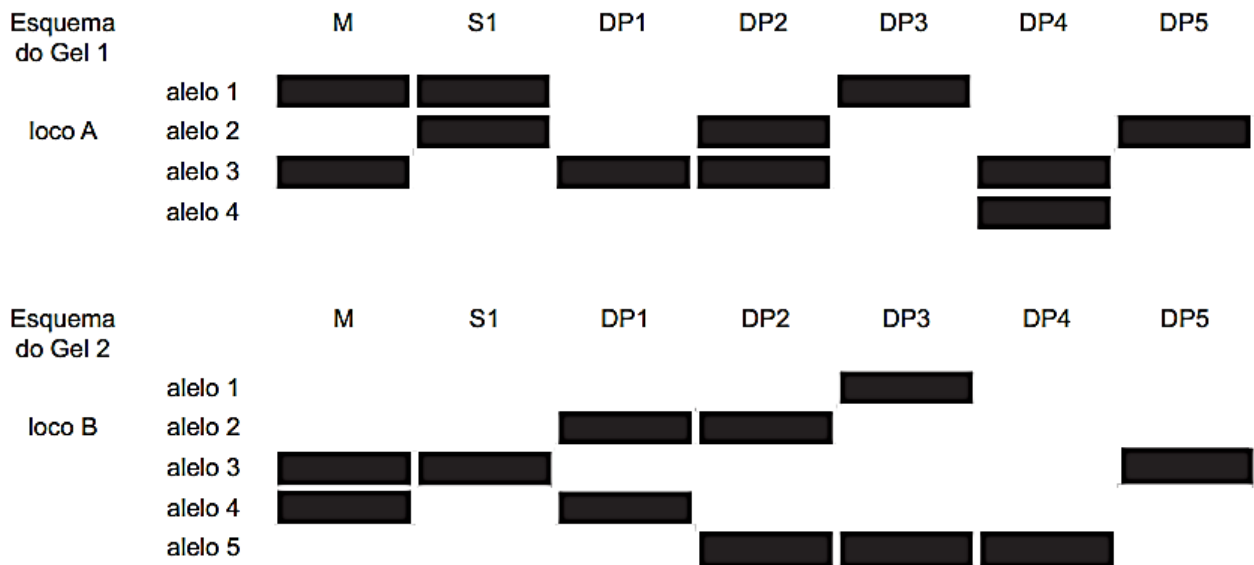 Esquema do Gel 1 M S1 DP1 DP2 DP3 DP4 DP5
alelo 1
loco A alelo 2
alelo 3
alelo 4
Esquema do Gel 2 M S1 DP1 DP2 DP3 DP4 DP5
alelo 1
loco B alelo 2
alelo 3
alelo 4
alelo 5